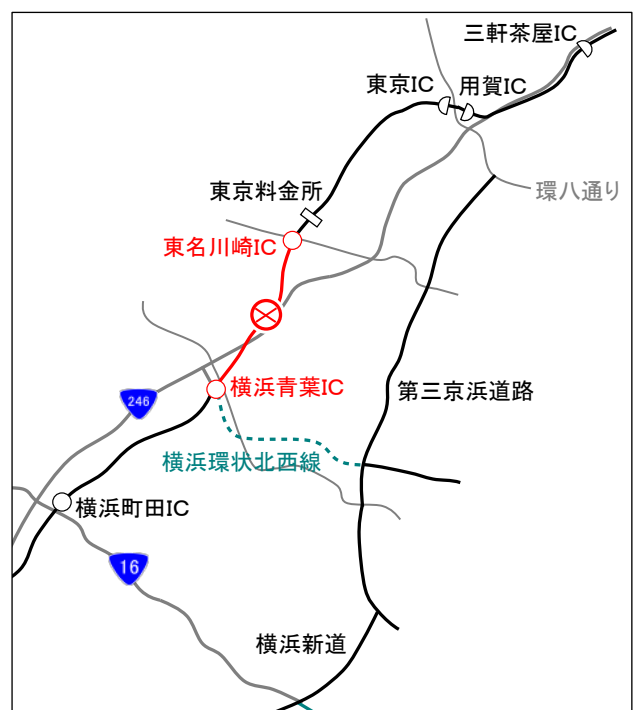 三軒茶屋IC
東京IC
用賀IC
東京料金所
環八通り
東名川崎IC
横浜青葉IC
246
第三京浜道路
横浜環状北西線
横浜町田IC
16
横浜新道